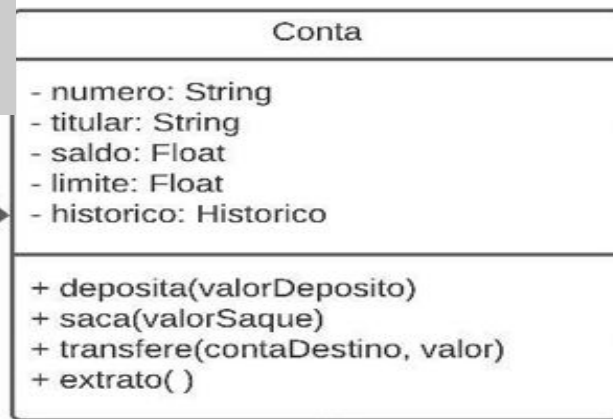 Conta
- numero: String
- titular: String
- saldo: Float
- limite: Float
- historico: Historico
+ deposita(valorDeposito)
+ saca(valorSaque)
+ transfere(contaDestino, valor)
+ extrato( )